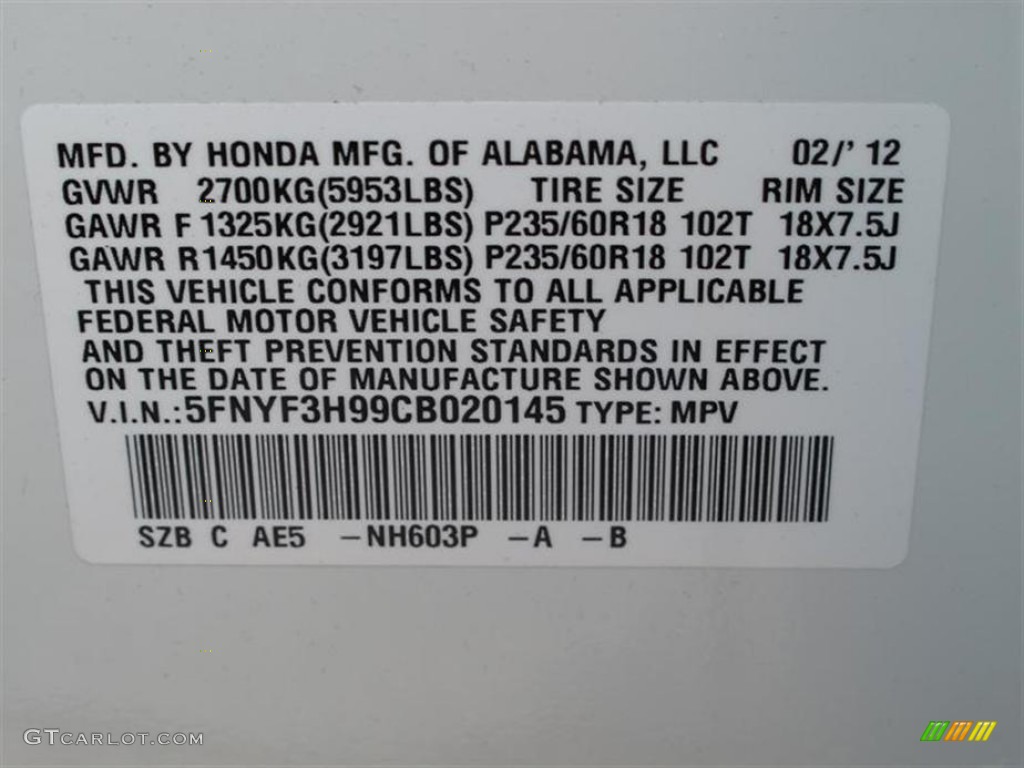 MFD. BY HONDA MFG. OF ALABAMA, LLC 02/' 12
GVWR 2700KG(5953LBS) TIRE SIZE RIM SIZE
GAWR F 1325KG(2921LBS) P235/60R18 102T 18X7.5J
GAWR R1450KG(3197LBS) P235/60R18 102T 18X7.5J
THIS VEHICLE CONFORMS TO ALL APPLICABLE
FEDERAL MOTOR VEHICLE SAFETY
AND THEFT PREVENTION STANDARDS IN EFFECT
ON THE DATE OF MANUFACTURE SHOWN ABOVE.
V.I.N.:5FNYF3H99CB020145 TYPE: MPV
SZB C AE5 -NH603P -A -B
GTCARLOT.COM